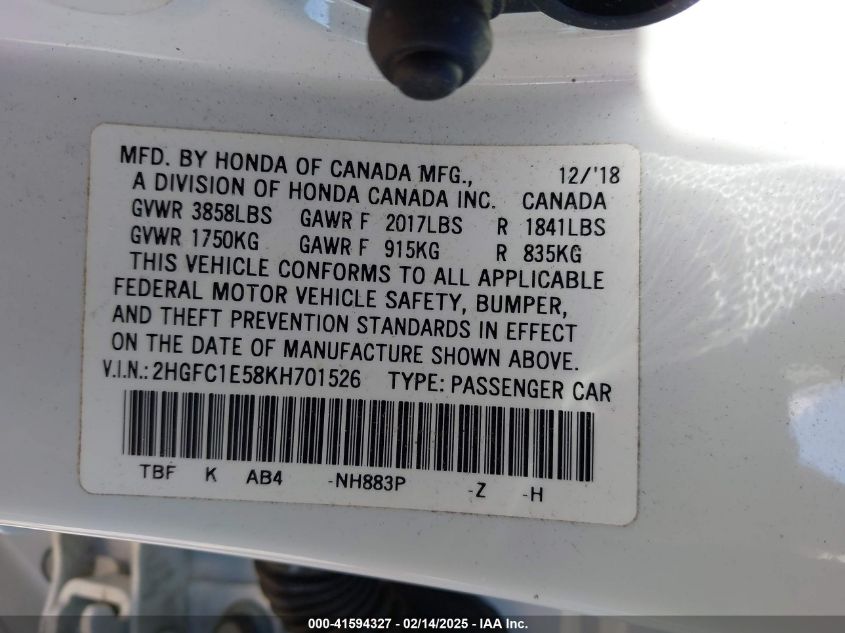 MFD. BY HONDA OF CANADA MFG., 12/'18
A DIVISION OF HONDA CANADA INC. CANADA
GVWR 3858LBS GAWR F 2017LBS R 1841LBS
GVWR 1750KG GAWR F 915KG R 835KG
THIS VEHICLE CONFORMS TO ALL APPLICABLE
FEDERAL MOTOR VEHICLE SAFETY, BUMPER,
AND THEFT PREVENTION STANDARDS IN EFFECT
ON THE DATE OF MANUFACTURE SHOWN ABOVE.
V.I.N.: 2HGFC1E58KH701526 TYPE: PASSENGER CAR
TBF K AB4 -NH883P -Z -H
000-41594327 - 02/14/2025 - IAA Inc.